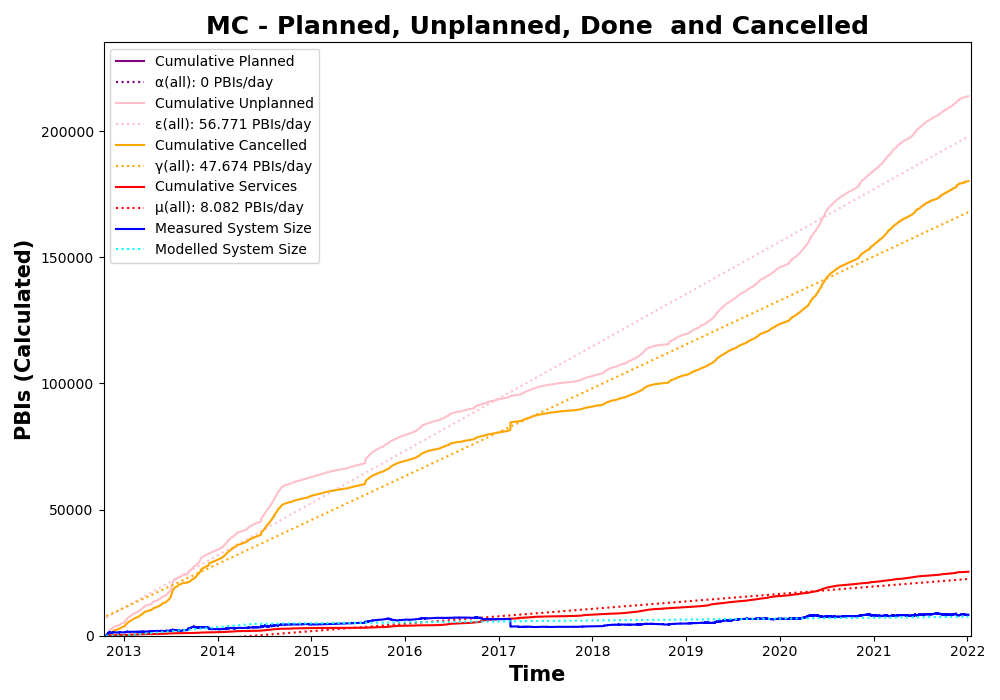 MC - Planned, Unplanned, Done  and Cancelled
PBIs (Calculated)
200000
150000
100000
50000
0
Cumulative Planned
α(all): 0 PBIs/day
Cumulative Unplanned
ε(all): 56.771 PBIs/day
Cumulative Cancelled
γ(all): 47.674 PBIs/day
Cumulative Services
μ(all): 8.082 PBIs/day
Measured System Size
Modelled System Size
2013 2014 2015 2016 2017 2018 2019 2020 2021 2022
Time